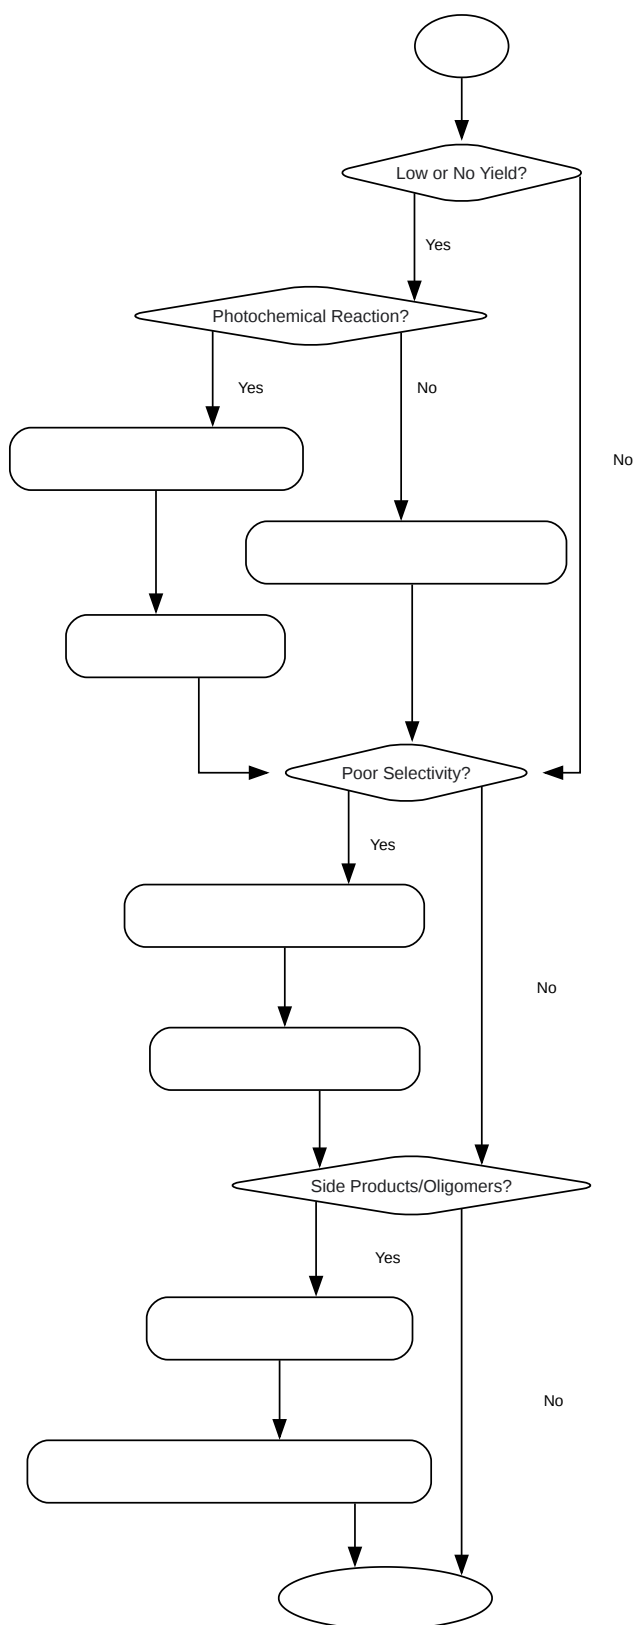 Low or No Yield?
Yes
Photochemical Reaction?
Yes
No
No
Poor Selectivity?
Yes
No
Side Products/Oligomers?
Yes
No